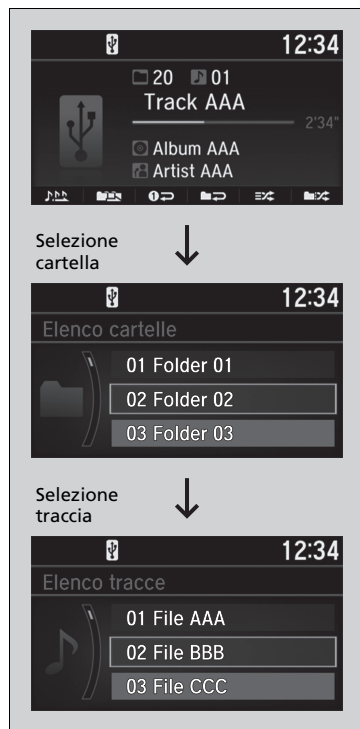 12:34
20 01
Track AAA
2'34"
Album AAA
Artist AAA
Selezione
cartella
12:34
Elenco cartelle
01 Folder 01
02 Folder 02
03 Folder 03
Selezione
traccia
12:34
Elenco tracce
01 File AAA
02 File BBB
03 File CCC